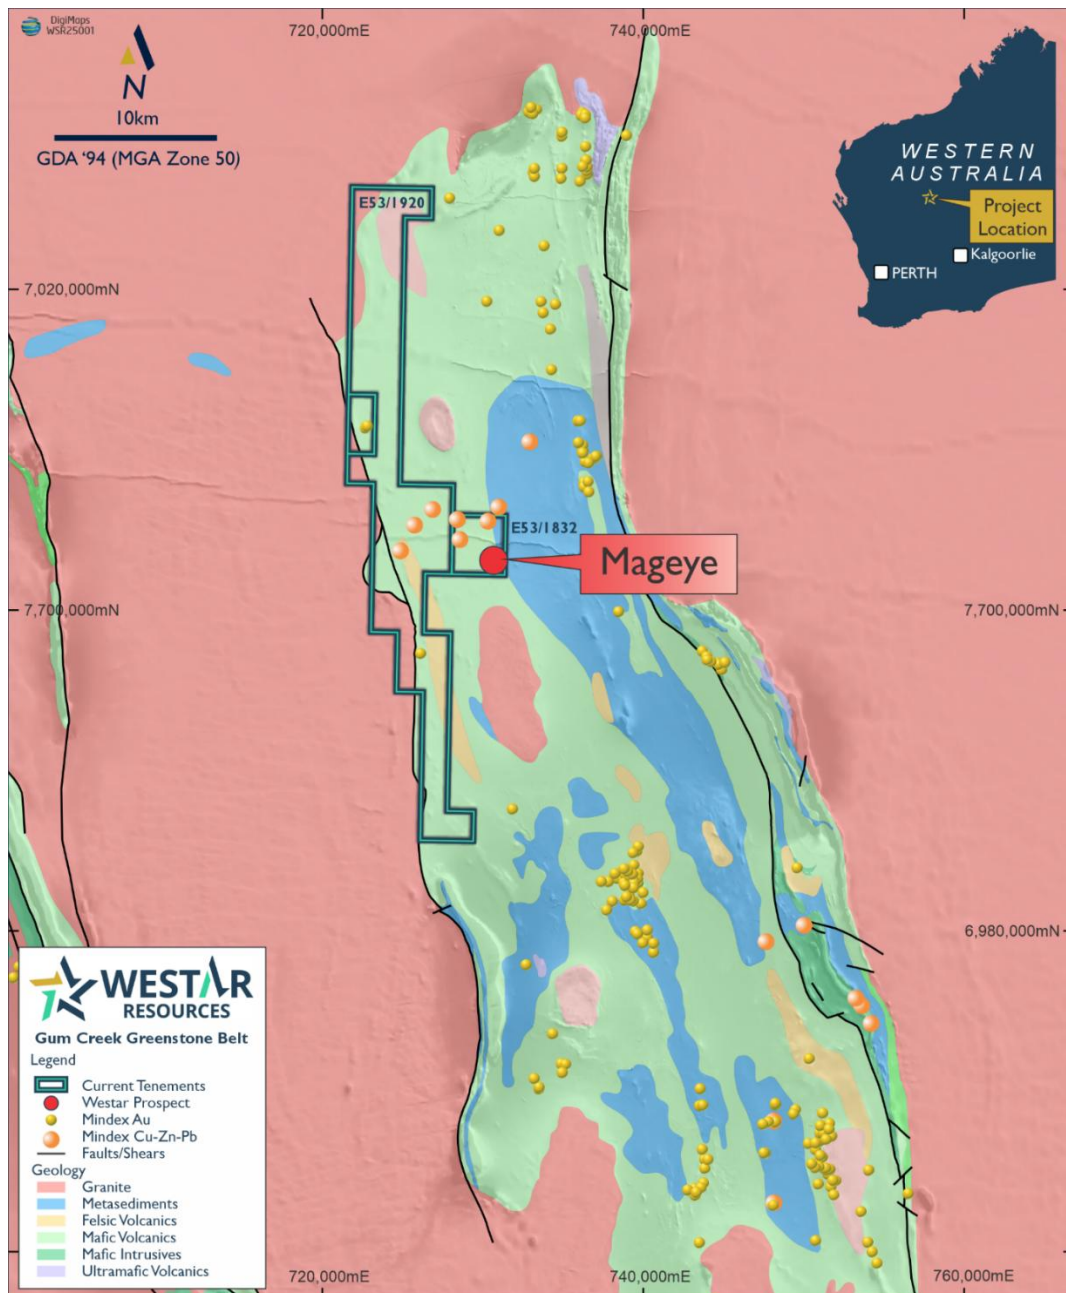 DigiMaps
WSR25001
720,000mE
740,000mE
N
10km
GDA '94 (MGA Zone 50)
WESTERN
AUSTRALIA
Project
Location
Kalgoorlie
PERTH
E53/1920
7,020,000mN
E53/1832
Mageye
7,700,000mN
7,700,000mN
6,980,000mN
WESTAR
RESOURCES
Gum Creek Greenstone Belt
Legend
Current Tenements
Westar Prospect
Mindex Au
Mindex Cu-Zn-Pb
Faults/Shears
Geology
Granite
Metasediments
Felsic Volcanics
Mafic Volcanics
Mafic Intrusives
Ultramafic Volcanics
720,000mE
740,000mE
760,000mE